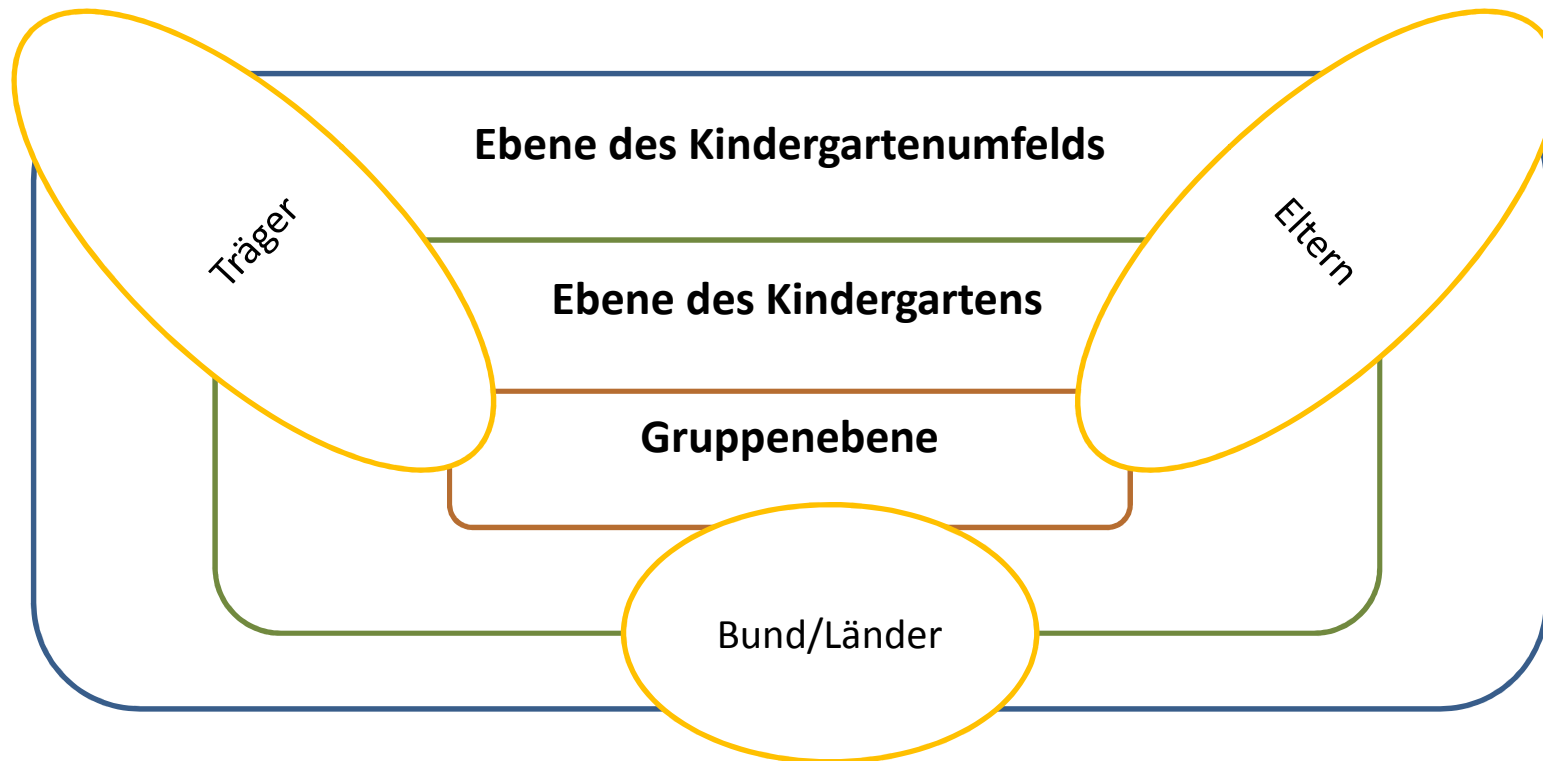 Ebene des Kindergartenumfelds
Träger
Eltern
Ebene des Kindergartens
Gruppenebene
Bund/Länder